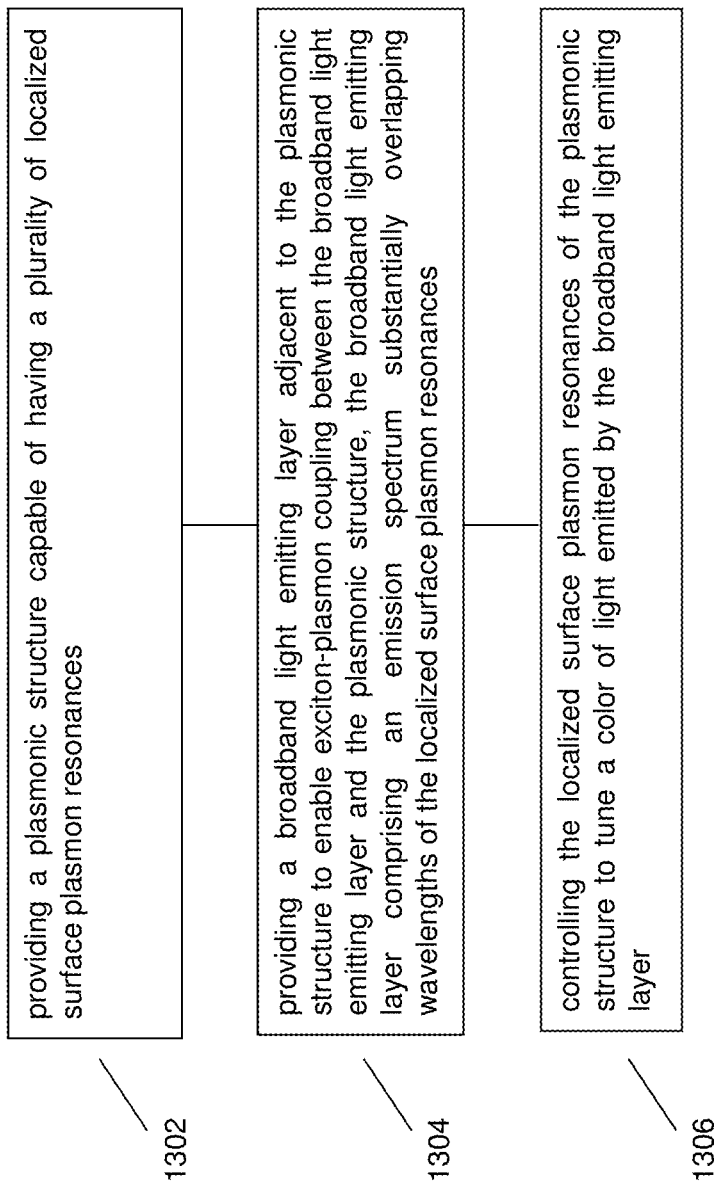 providing a plasmonic structure capable of having a plurality of localized
surface plasmon resonances
1302
providing a broadband light emitting layer adjacent to the plasmonic
structure to enable exciton-plasmon coupling between the broadband light
emitting layer and the plasmonic structure, the broadband light emitting
layer comprising an emission spectrum substantially overlapping
wavelengths of the localized surface plasmon resonances
1304
controlling the localized surface plasmon resonances of the plasmonic
structure to tune a color of light emitted by the broadband light emitting
layer
1306